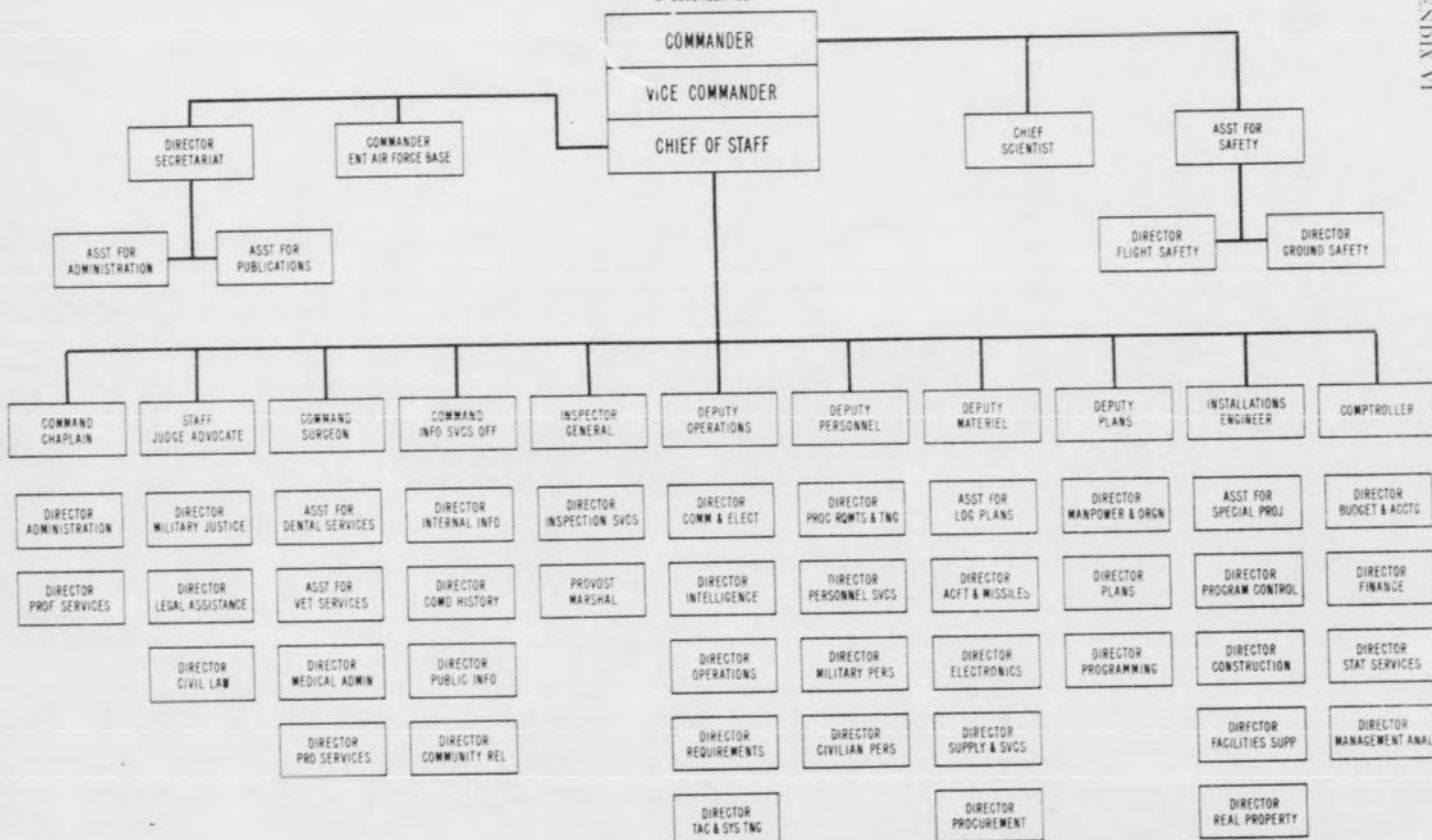 COMMANDER
VICE COMMANDER
CHIEF OF STAFF
DIRECTOR
SECRETARIAT
COMMANDER
ENT AIR FORCE BASE
CHIEF
SCIENTIST
ASST FOR
SAFETY
ASST FOR
ADMINISTRATION
ASST FOR
PUBLICATIONS
DIRECTOR
FLIGHT SAFETY
DIRECTOR
GROUND SAFETY
COMMAND
CHAPLAIN
STAFF
JUDGE ADVOCATE
COMMAND
SURGEON
COMMAND
INFO SVCS OFF
INSPECTOR
GENERAL
DEPUTY
OPERATIONS
DEPUTY
PERSONNEL
DEPUTY
MATERIEL
DEPUTY
PLANS
INSTALLATIONS
ENGINEER
COMPTROLLER
DIRECTOR
ADMINISTRATION
DIRECTOR
MILITARY JUSTICE
ASST FOR
DENTAL SERVICES
DIRECTOR
INTERNAL INFO
DIRECTOR
INSPECTION SVCS
DIRECTOR
COMM & ELECT
DIRECTOR
PROC RQMTS & TNG
ASST FOR
LOG PLANS
DIRECTOR
MANPOWER & ORGN
ASST FOR
SPECIAL PROJ
DIRECTOR
BUDGET & ACCTG
DIRECTOR
PROF SERVICES
DIRECTOR
LEGAL ASSISTANCE
ASST FOR
VET SERVICES
DIRECTOR
COMD HISTORY
PROVOST
MARSHAL
DIRECTOR
INTELLIGENCE
DIRECTOR
PERSONNEL SVCS
DIRECTOR
ACFT & MISSILES
DIRECTOR
PLANS
DIRECTOR
PROGRAM CONTROL
DIRECTOR
FINANCE
DIRECTOR
CIVIL LAW
DIRECTOR
MEDICAL ADMIN
DIRECTOR
PUBLIC INFO
DIRECTOR
OPERATIONS
DIRECTOR
MILITARY PERS
DIRECTOR
ELECTRONICS
DIRECTOR
PROGRAMMING
DIRECTOR
CONSTRUCTION
DIRECTOR
STAT SERVICES
DIRECTOR
PRO SERVICES
DIRECTOR
COMMUNITY REL
DIRECTOR
REQUIREMENTS
DIRECTOR
CIVILIAN PERS
DIRECTOR
SUPPLY & SVCS
DIRECTOR
FACILITIES SUPP
DIRECTOR
MANAGEMENT ANAL
DIRECTOR
TAC & SYS TNG
DIRECTOR
PROCUREMENT
DIRECTOR
REAL PROPERTY
ENDIX VI